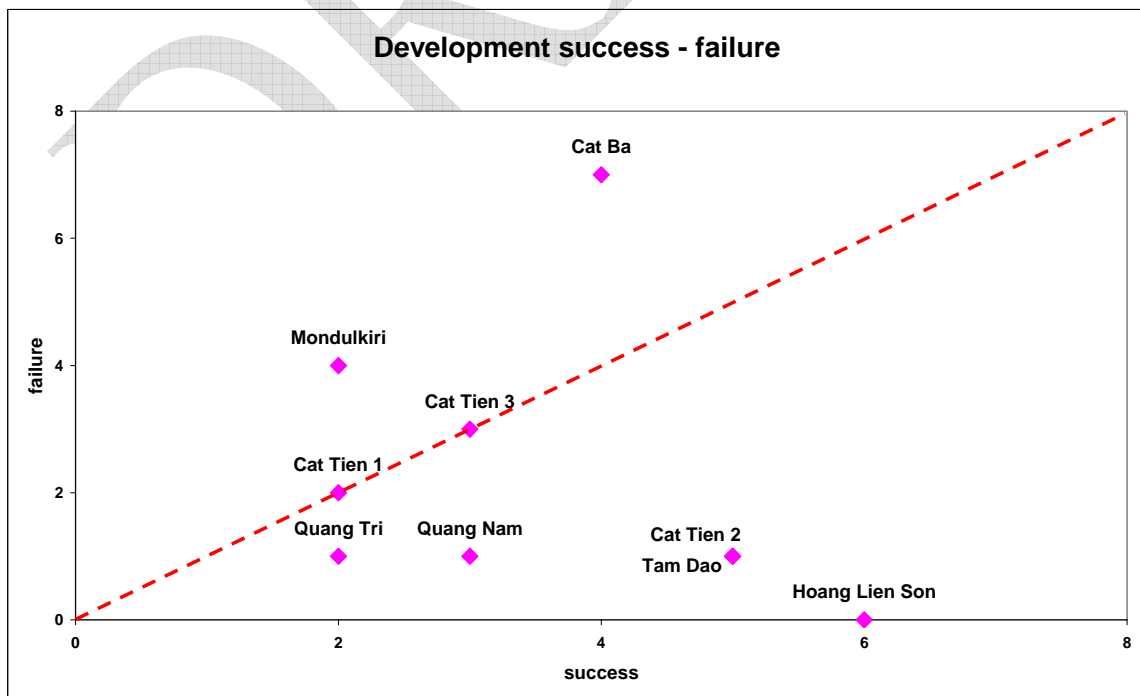 Development success - failure
8
Cat Ba
6
Mondulkiri
4
failure
Cat Tien 3
Cat Tien 1
2
Quang Tri
Quang Nam
Cat Tien 2
Tam Dao
Hoang Lien Son
0
0
2
4
6
8
success